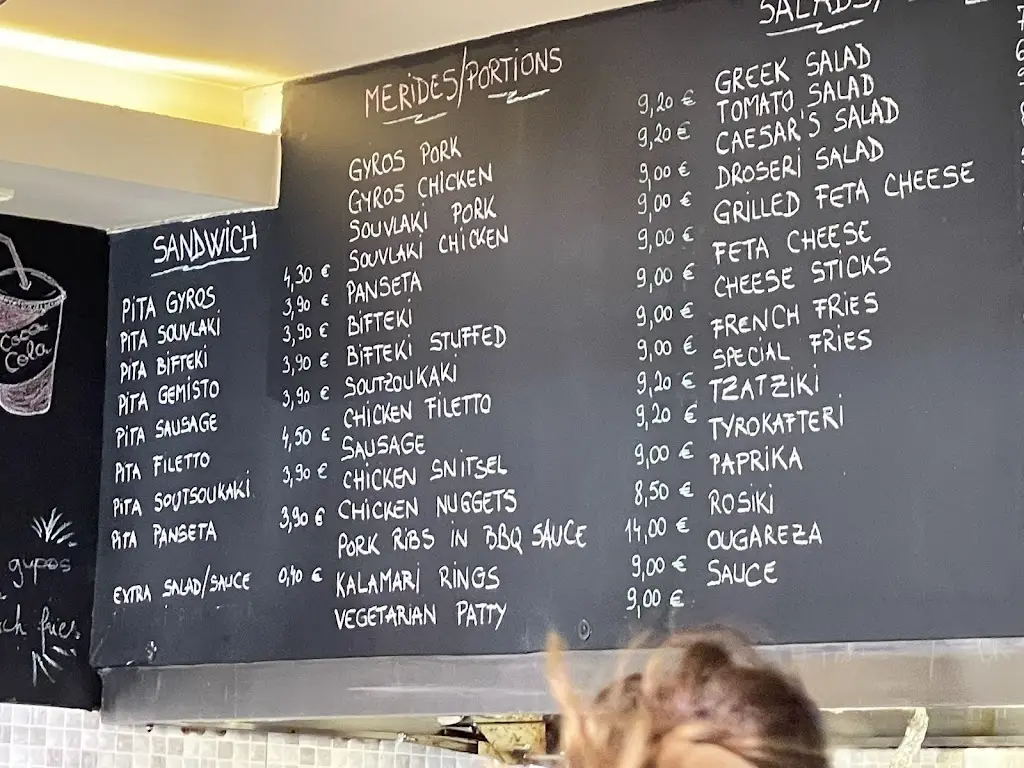 SANDWICH
PITA GYROS 4,30 €
PITA SOUVLAKI 3,90 €
PITA BIFTEKI 3,90 €
PITA GEMISTO 3,90 €
PITA SAUSAGE 3,90 €
PITA FILETTO 4,50 €
PITA SOUTSOUKAKI 3,90 €
PITA PANSETA 3,90 €
EXTRA SALAD/SAUCE
MERIDES/PORTIONS
GYROS PORK 9,20 €
GYROS CHICKEN 9,20 €
SOUVLAKI PORK 9,00 €
SOUVLAKI CHICKEN 9,00 €
PANSETA 9,00 €
BIFTEKI 9,00 €
BIFTEKI STUFFED 9,00 €
SOUTZOUKAKI 9,00 €
CHICKEN FILETTO 9,20 €
SAUSAGE 9,20 €
CHICKEN SNITSEL 9,00 €
CHICKEN NUGGETS 8,50 €
PORK RIBS IN BBQ SAUCE 14,00 €
KALAMARI RINGS 9,00 €
VEGETARIAN PATTY 9,00 €
SALADS/
GREEK SALAD
TOMATO SALAD
CAESAR'S SALAD
DROSERI SALAD
GRILLED FETA CHEESE
FETA CHEESE
CHEESE STICKS
FRENCH FRIES
SPECIAL FRIES
TZATZIKI
TYROKAFTERI
PAPRIKA
ROSIKI
OUGAREZA
SAUCE
Coca
Cola
gyros
fries